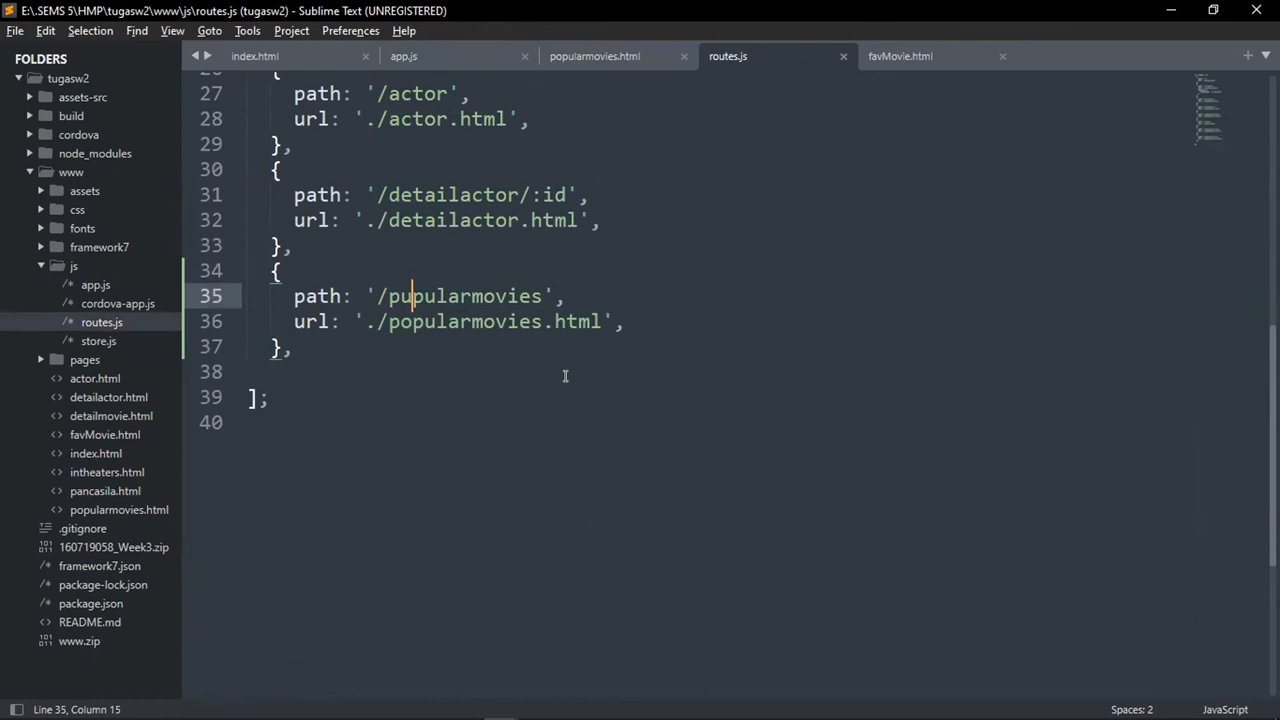 E:\.SEMS 5\HMP\tugasw2\www\js\routes.js (tugasw2) - Sublime Text (UNREGISTERED)
File Edit Selection Find View Goto Tools Project Preferences Help
FOLDERS
tugasw2
assets-src
build
cordova
node_modules
www
assets
css
fonts
framework7
js
/* app.js
/* cordova-app.js
/* routes.js
/* store.js
pages
<> actor.html
<> detailactor.html
<> detailmovie.html
<> favMovie.html
<> index.html
<> intheaters.html
<> pancasila.html
<> popularmovies.html
.gitignore
160719058_Week3.zip
/* framework7.json
/* package-lock.json
/* package.json
<> README.md
www.zip
index.html app.js popularmovies.html routes.js favMovie.html
26 {
27 path: '/actor',
28 url: './actor.html',
29 },
30 {
31 path: '/detailactor/:id',
32 url: './detailactor.html',
33 },
34 {
35 path: '/pupularmovies',
36 url: './popularmovies.html',
37 },
38
39 ];
40
Line 35, Column 15
Spaces: 2
JavaScript